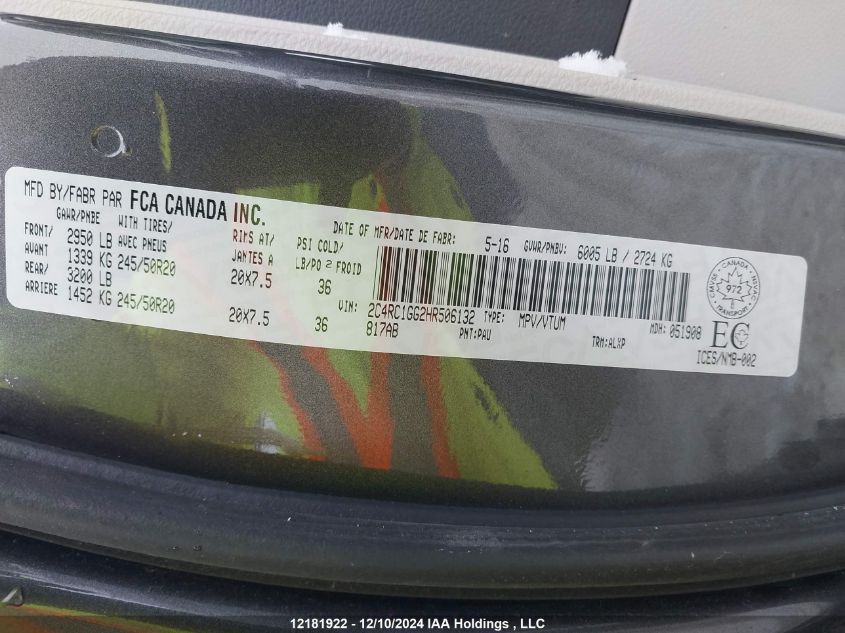 MFD BY/FABR PAR FCA CANADA INC.
DATE OF MFR/DATE DE FABR: 5-16 GVWR/PNBV: 6005 LB / 2724 KG
GAWR/PNBE WITH TIRES/ RIMS AT/ PSI COLD/
FRONT/ 2950 LB AVEC PNEUS JANTES A LB/PO2 FROID
AVANT 1339 KG 245/50R20 20X7.5 36
REAR/ 3200 LB
ARRIERE 1452 KG 245/50R20 20X7.5 36
VIN: 2C4RC1GG2HR506132 TYPE: MPV/VTUM MDH: 051908
817AB PNT:PAU TRM:ALXP
CANADA
972
TRANSPORT
EC
ICES/NMB-002
12181922 - 12/10/2024 IAA Holdings , LLC